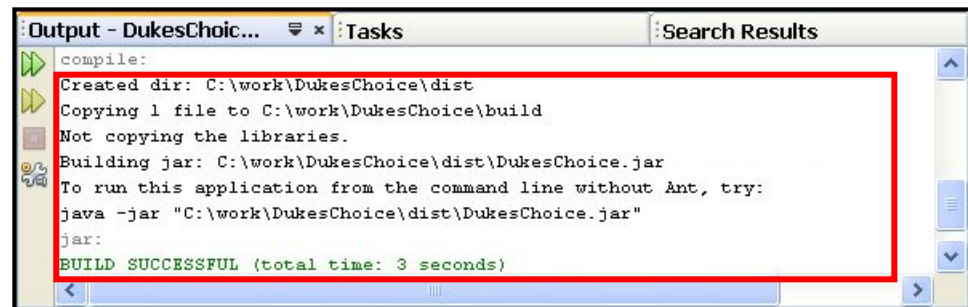 Output - DukesChoic... Tasks Search Results
compile:
Created dir: C:\work\DukesChoice\dist
Copying 1 file to C:\work\DukesChoice\build
Not copying the libraries.
Building jar: C:\work\DukesChoice\dist\DukesChoice.jar
To run this application from the command line without Ant, try:
java -jar "C:\work\DukesChoice\dist\DukesChoice.jar"
jar:
BUILD SUCCESSFUL (total time: 3 seconds)